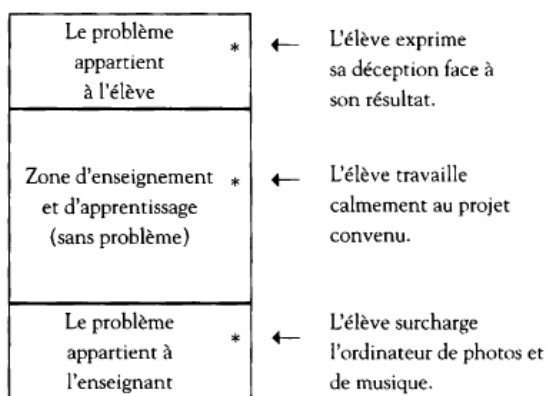 Le problème
appartient
à l'élève
*
←
L'élève exprime
sa déception face à
son résultat.
Zone d'enseignement
et d'apprentissage
(sans problème)
*
←
L'élève travaille
calmement au projet
convenu.
Le problème
appartient à
l'enseignant
*
←
L'élève surcharge
l'ordinateur de photos et
de musique.